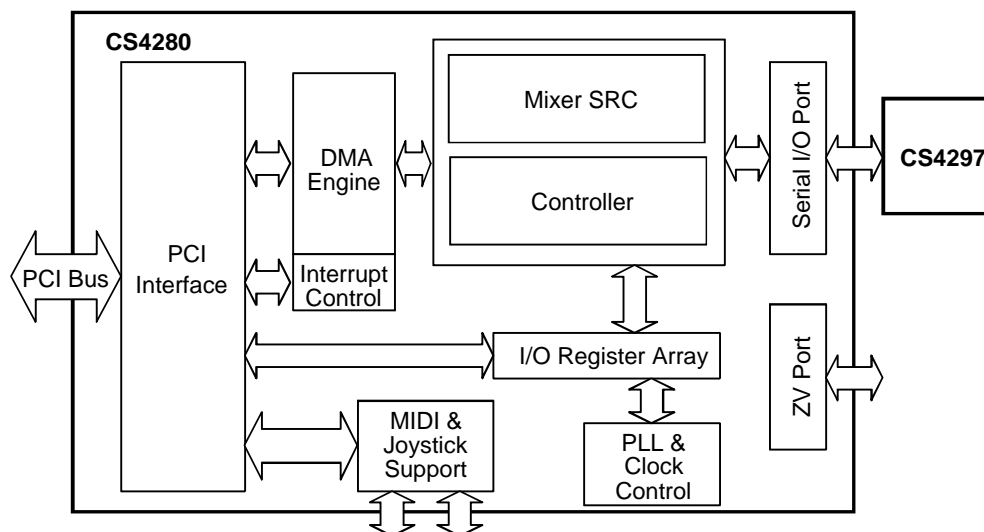 CS4280
PCI Bus
PCI
Interface
DMA
Engine
Interrupt
Control
Mixer SRC
Controller
Serial I/O Port
CS4297
I/O Register Array
ZV Port
MIDI &
Joystick
Support
PLL &
Clock
Control